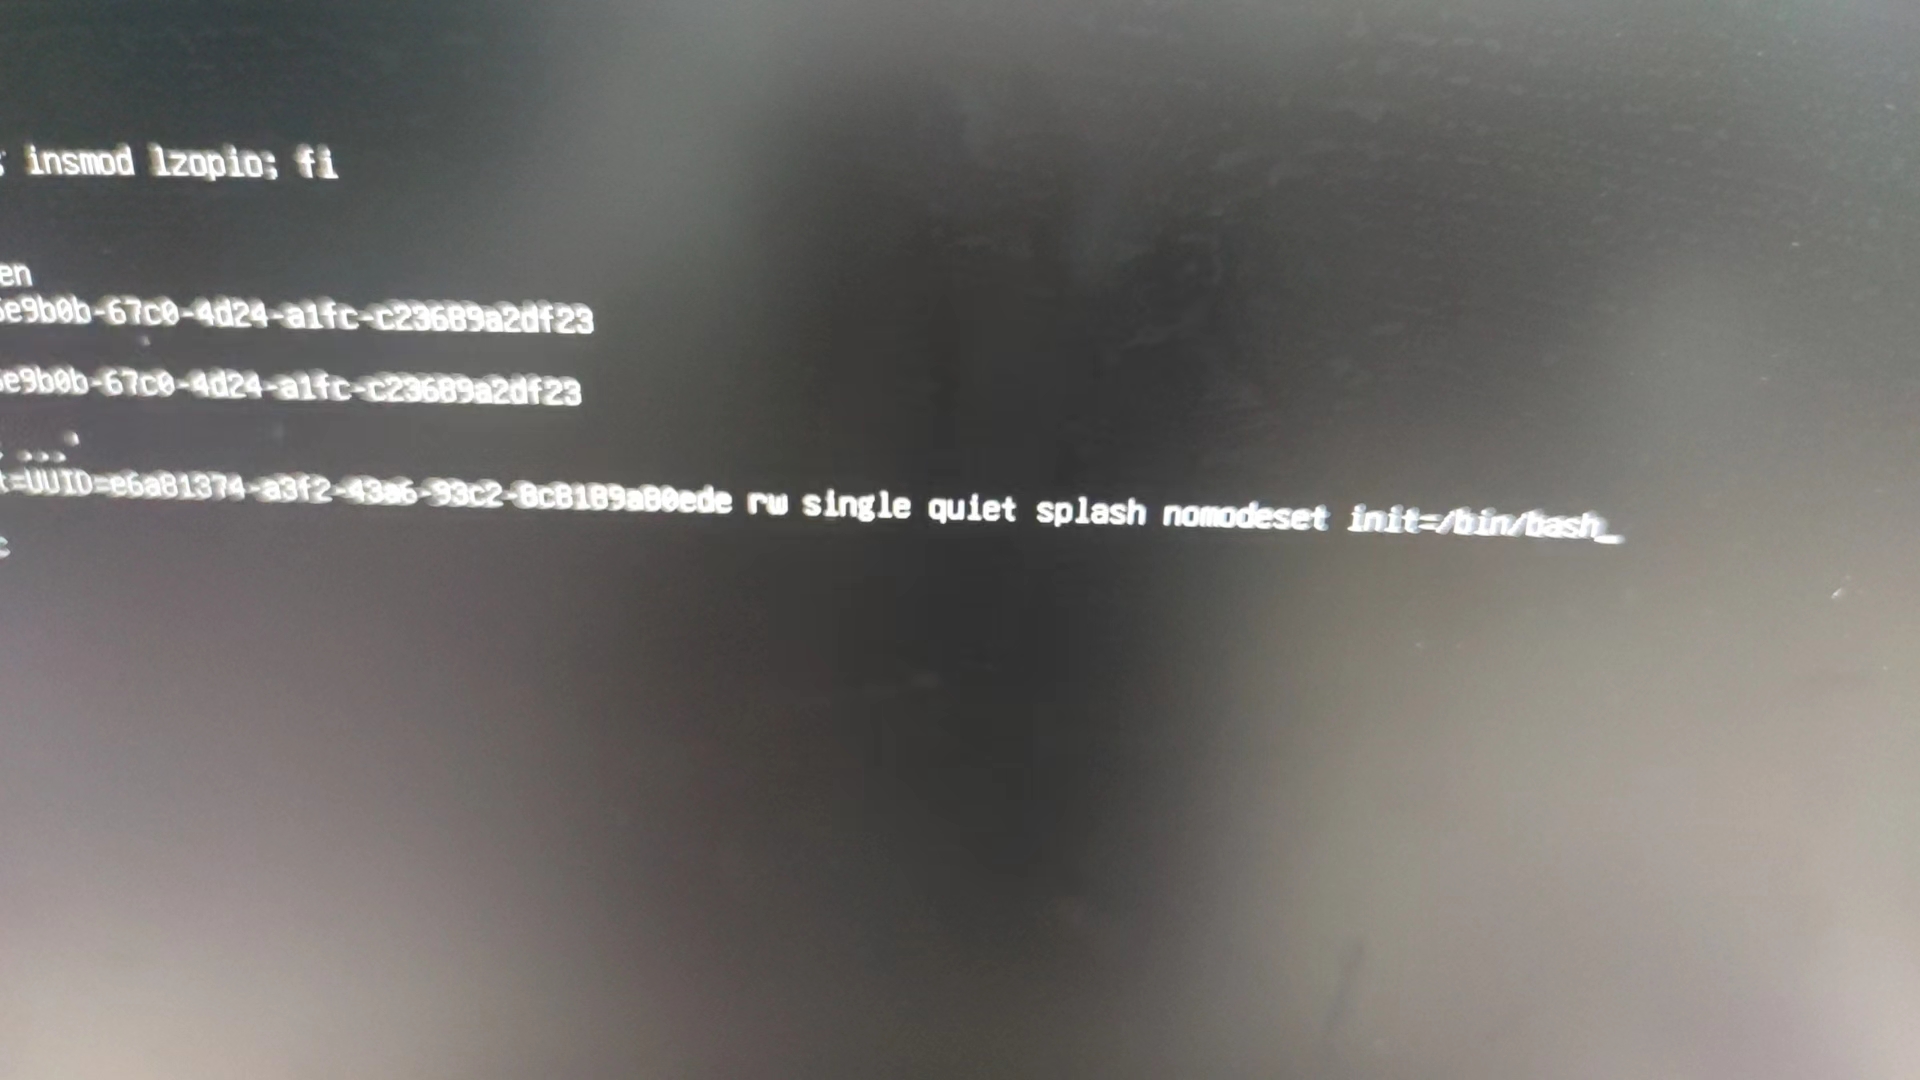 insmod lzopio; fi
en
e9b0b-67c0-4d24-a1fc-c23689a2df23
e9b0b-67c0-4d24-a1fc-c23689a2df23
...'
t=UUID=e6a81374-a3f2-43a6-93c2-8c8189a80ede rw single quiet splash nomodeset init=/bin/bash_